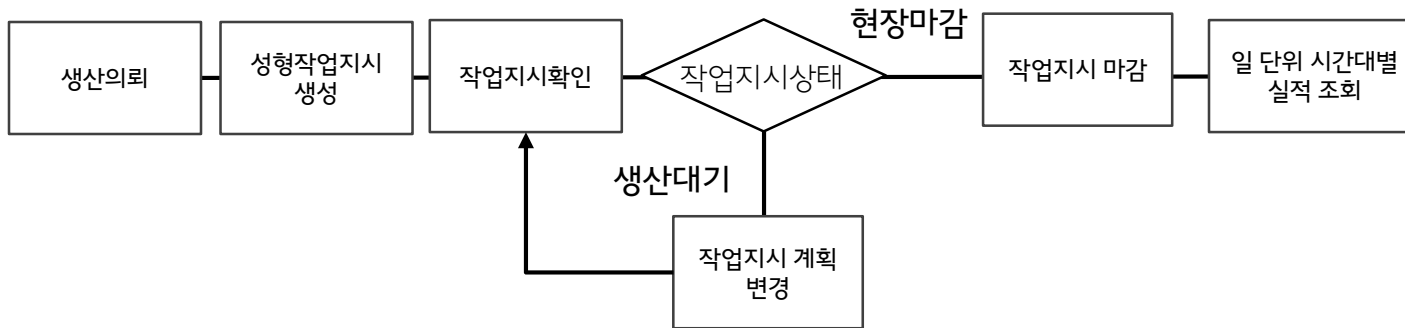 생산의뢰
성형작업지시
생성
작업지시확인
작업지시상태
현장마감
작업지시 마감
일 단위 시간대별
실적 조회
생산대기
작업지시 계획
변경